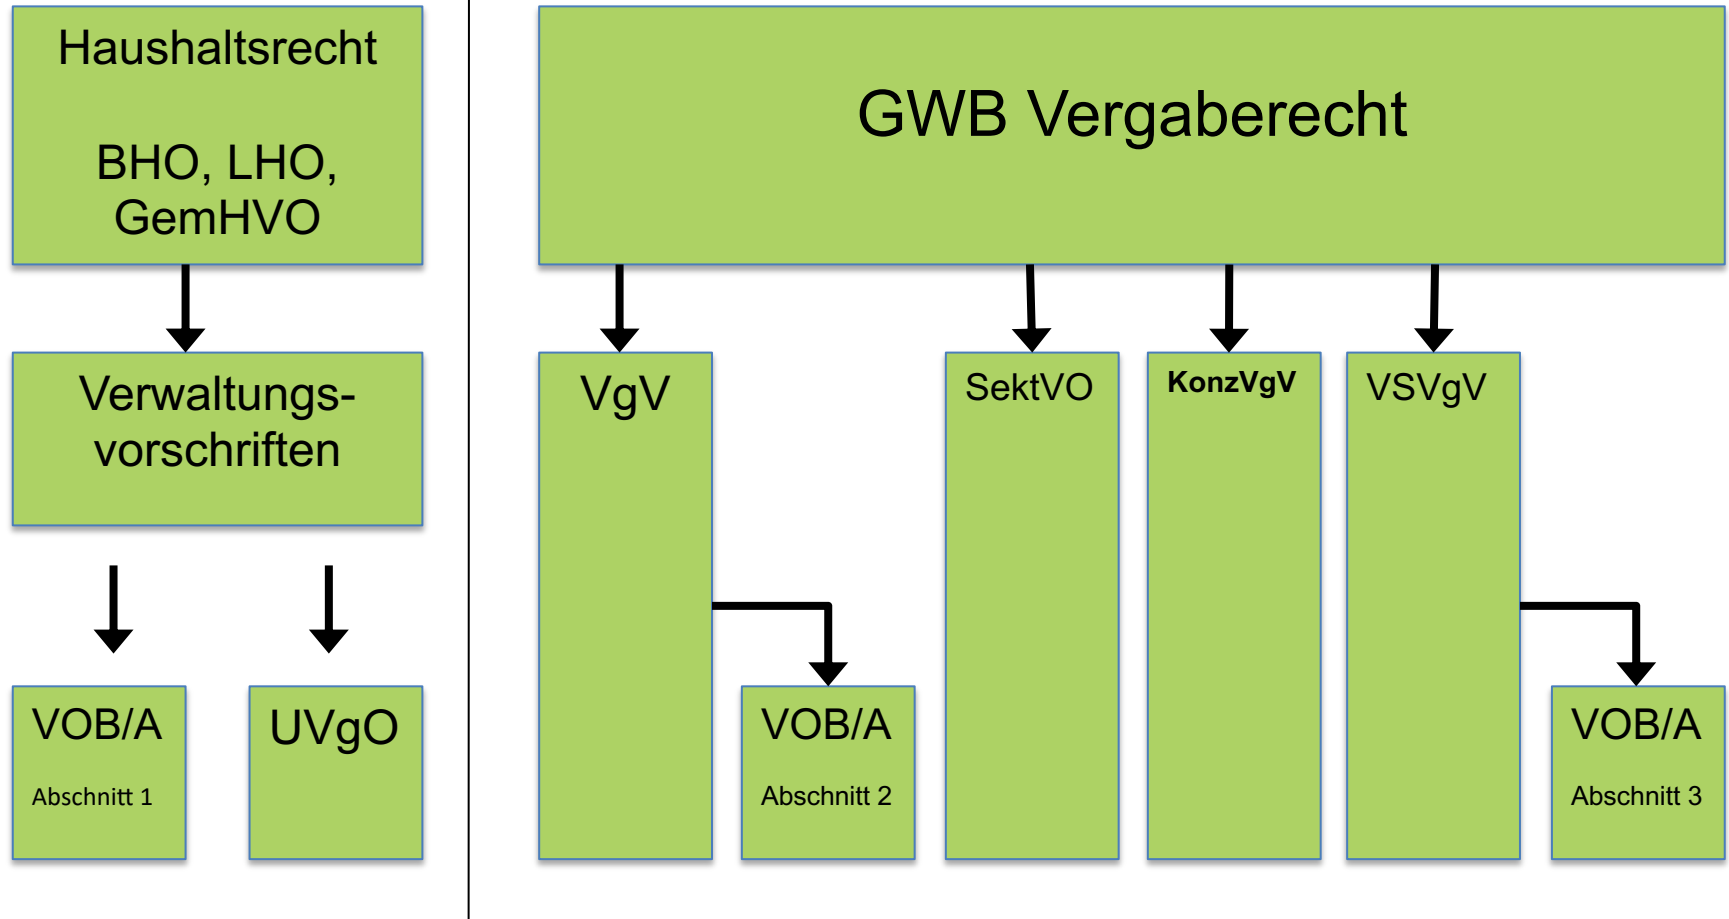 Haushaltsrecht
BHO, LHO,
GemHVO
Verwaltungs-
vorschriften
VOB/A
Abschnitt 1
UVgO
GWB Vergaberecht
VgV
VOB/A
Abschnitt 2
SektVO
KonzVgV
VSVgV
VOB/A
Abschnitt 3